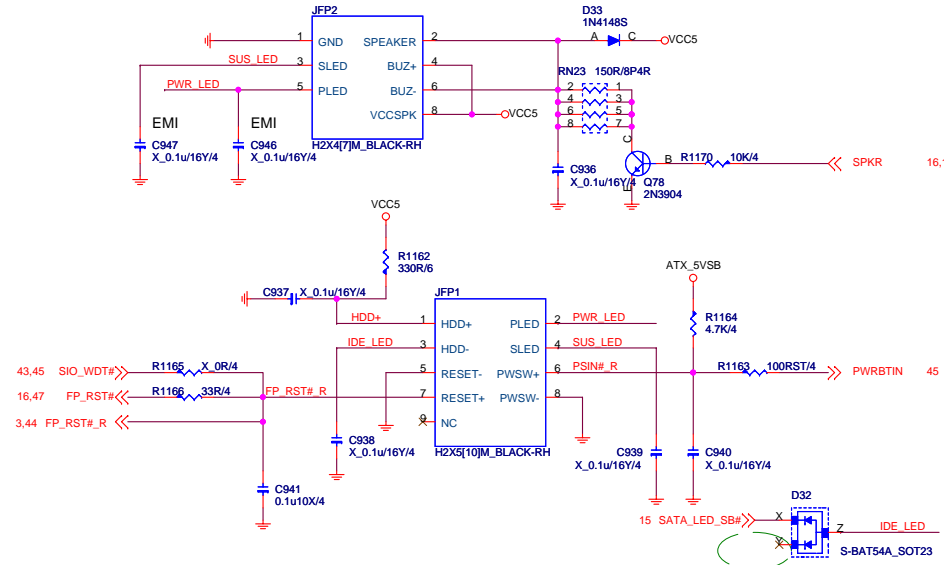 JFP2
D33
1N4148S
1 GND SPEAKER 2 A C VCC5
SUS_LED 3 SLED BUZ+ 4
PWR_LED 5 PLED BUZ- 6
VCCSPK 8 VCC5
H2X4[7]M_BLACK-RH
RN23 150R/8P4R
2 1
4 3
6 5
8 7
EMI
EMI
C947
X_0.1u/16Y/4
C946
X_0.1u/16Y/4
C936
X_0.1u/16Y/4
C
B
E
Q78
2N3904
R1170 10K/4
SPKR
VCC5
R1162
330R/6
C937 X_0.1u/16Y/4
JFP1
HDD+ 1 HDD+ PLED 2 PWR_LED
IDE_LED 3 HDD- SLED 4 SUS_LED
5 RESET- PWSW+ 6 PSIN#_R
7 RESET+ PWSW- 8
9 NC
H2X5[10]M_BLACK-RH
ATX_5VSB
R1164
4.7K/4
R1163 100RST/4
PWRBTIN 45
43,45 SIO_WDT# R1165 X_0R/4
16,47 FP_RST# R1166 33R/4 FP_RST#_R
3,44 FP_RST#_R
C938
X_0.1u/16Y/4
C941
0.1u10X/4
C939
X_0.1u/16Y/4
C940
X_0.1u/16Y/4
D32
15 SATA_LED_SB# X
Y
Z IDE_LED
S-BAT54A_SOT23